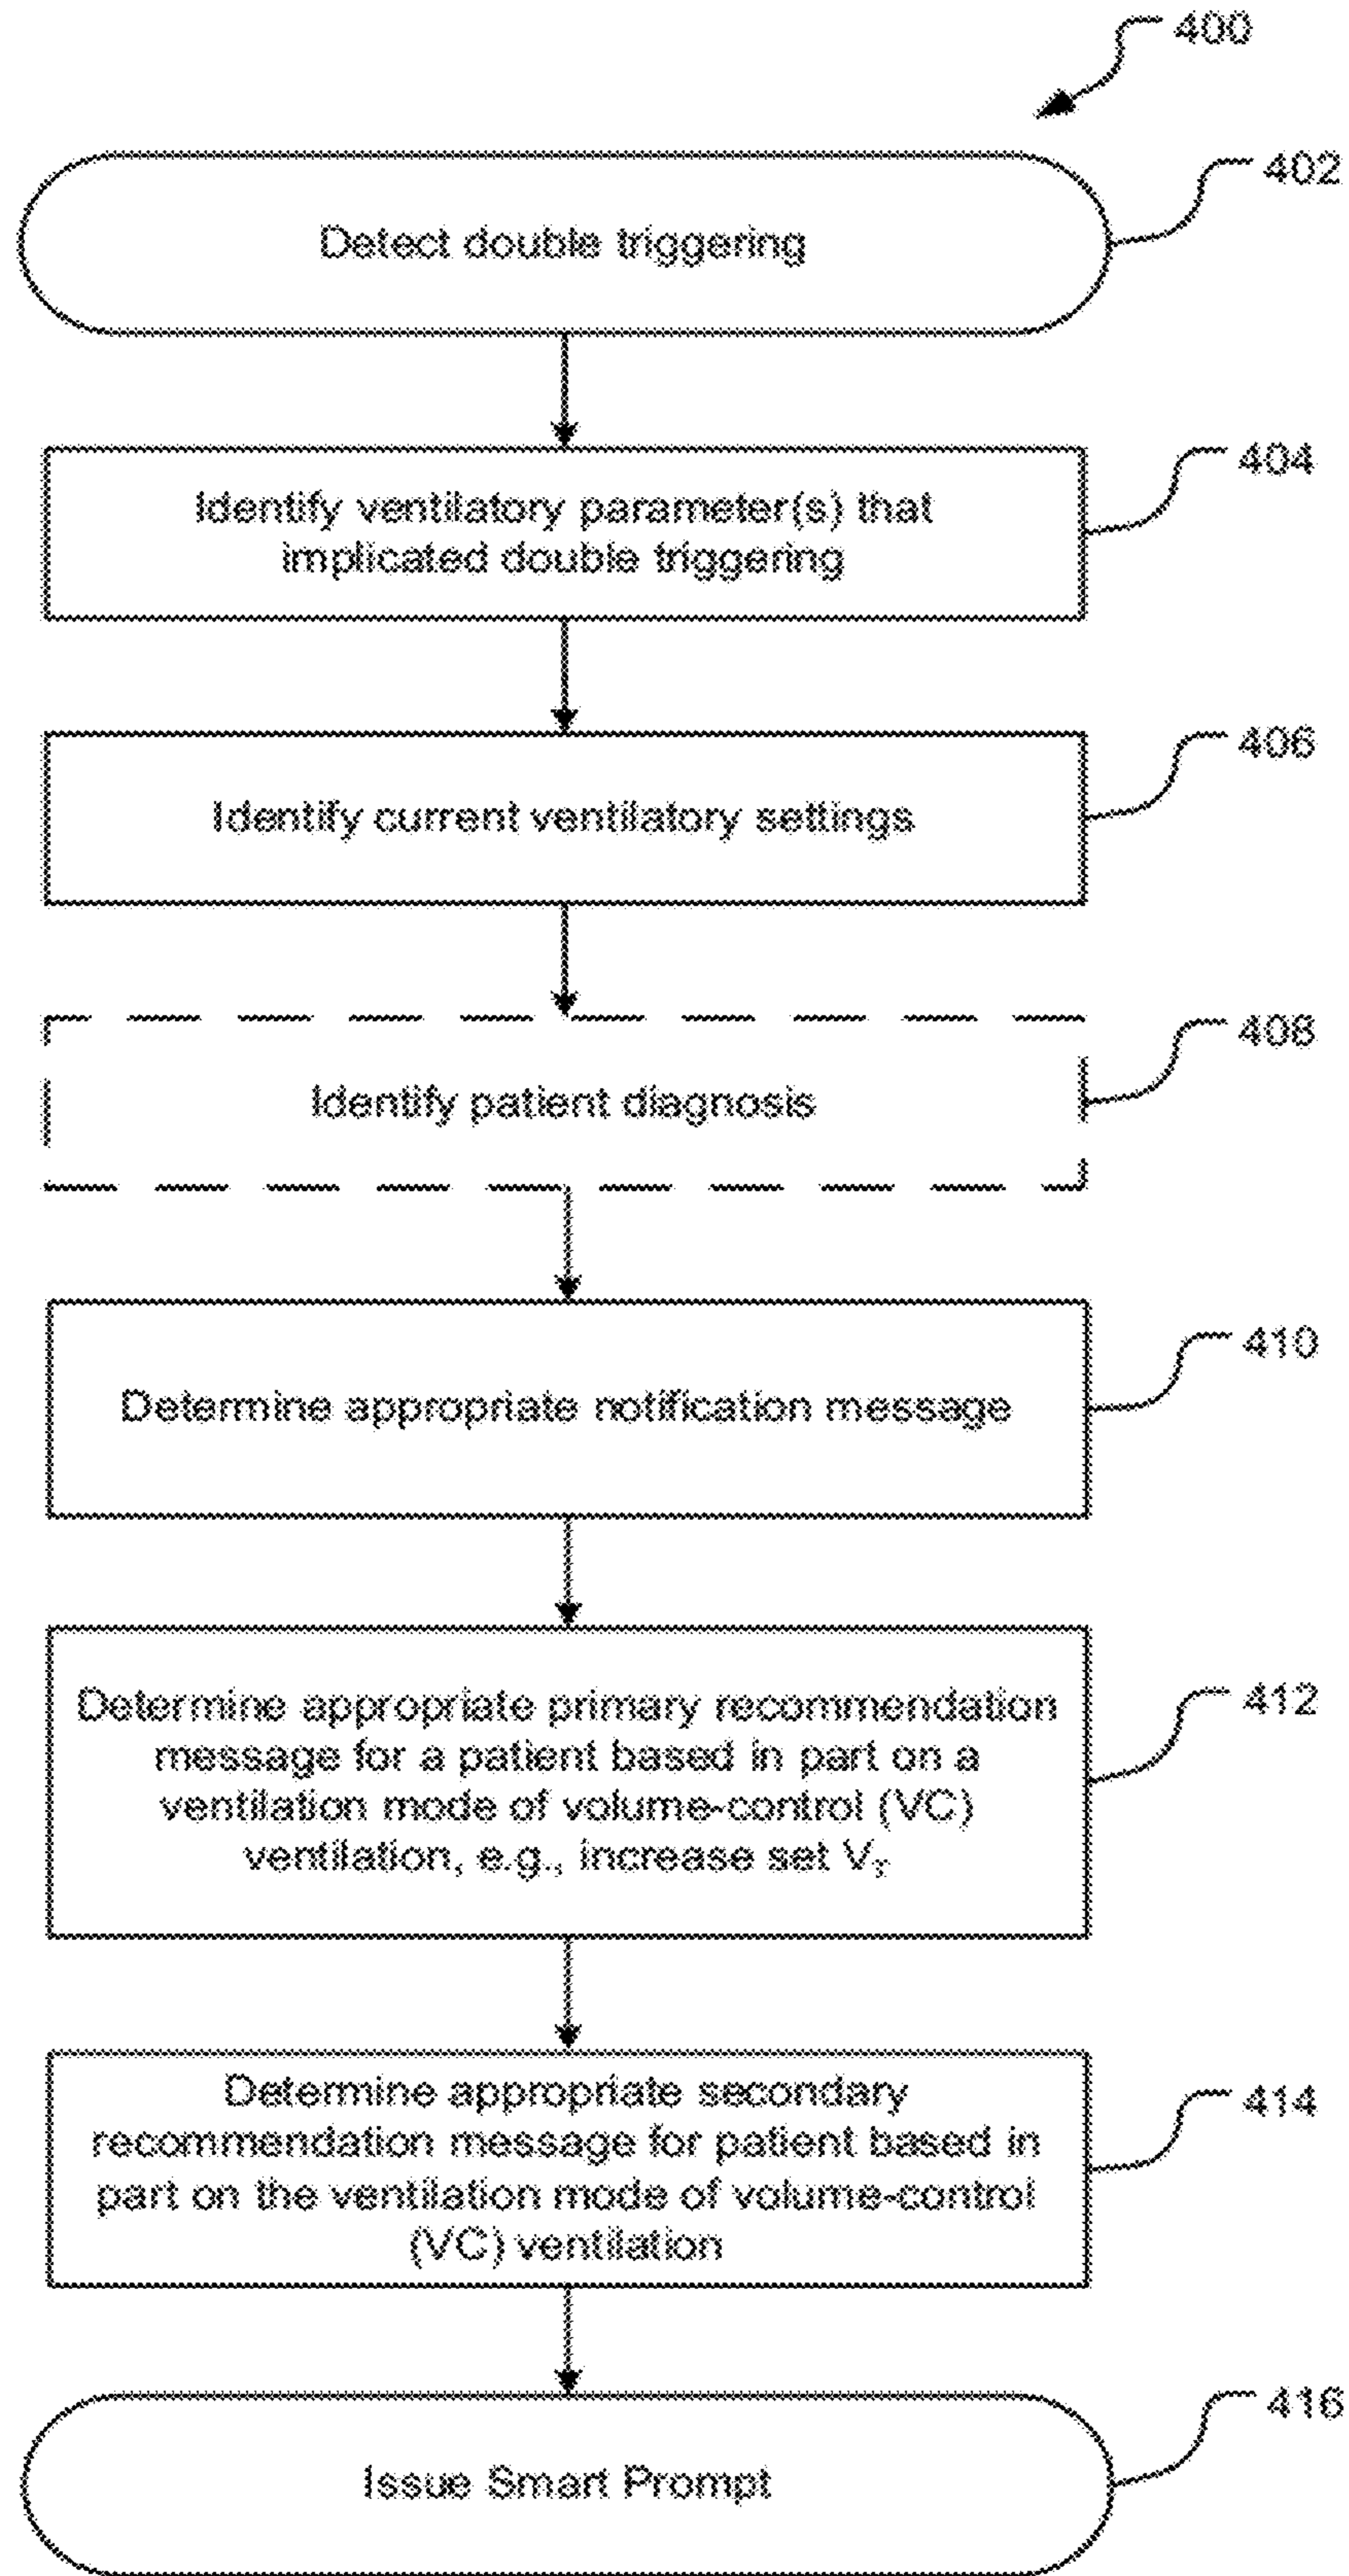 400
402
Detect double triggering
404
Identify ventilatory parameter(s) that
implicated double triggering
406
Identify current ventilatory settings
408
Identify patient diagnosis
410
Determine appropriate notification message
412
Determine appropriate primary recommendation
message for a patient based in part on a
ventilation mode of volume-control (VC)
ventilation, e.g., increase set VT
414
Determine appropriate secondary
recommendation message for patient based in
part on the ventilation mode of volume-control
(VC) ventilation
416
Issue Smart Prompt